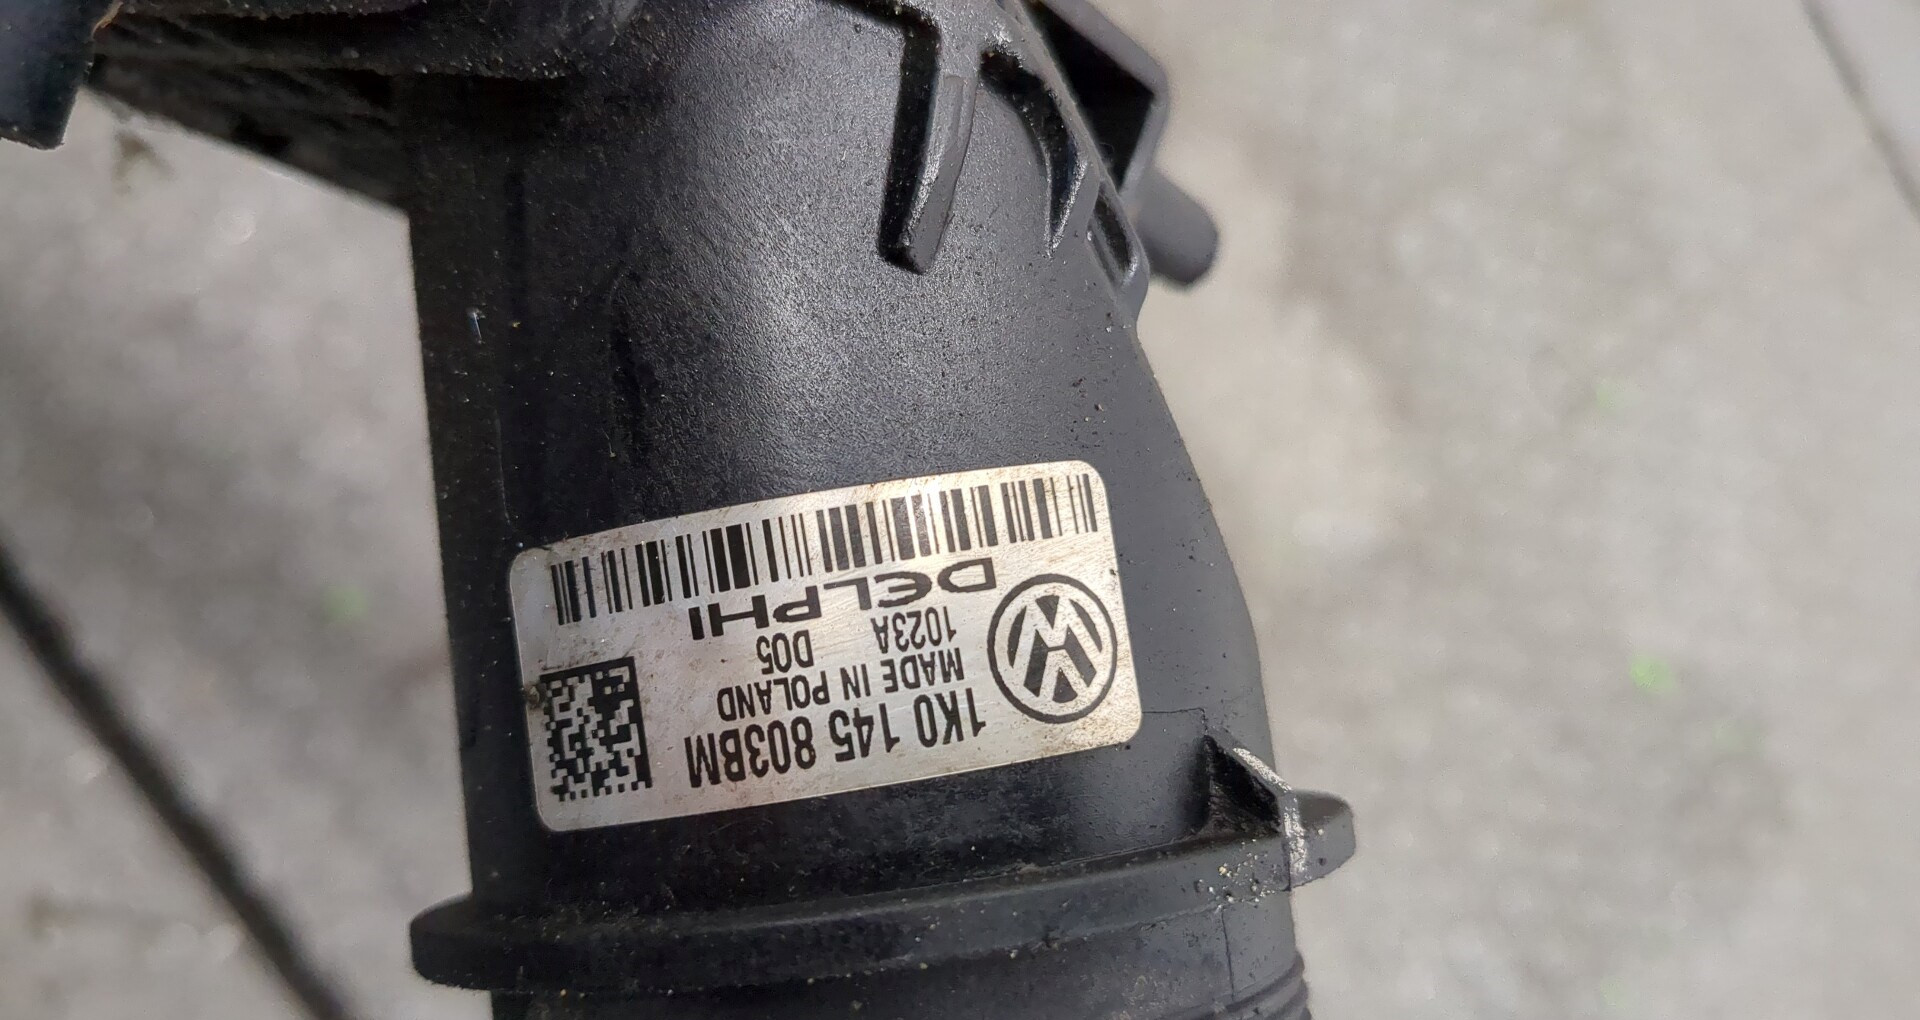 1K0 145 803BM
MADE IN POLAND
1023A D05
DELPHI